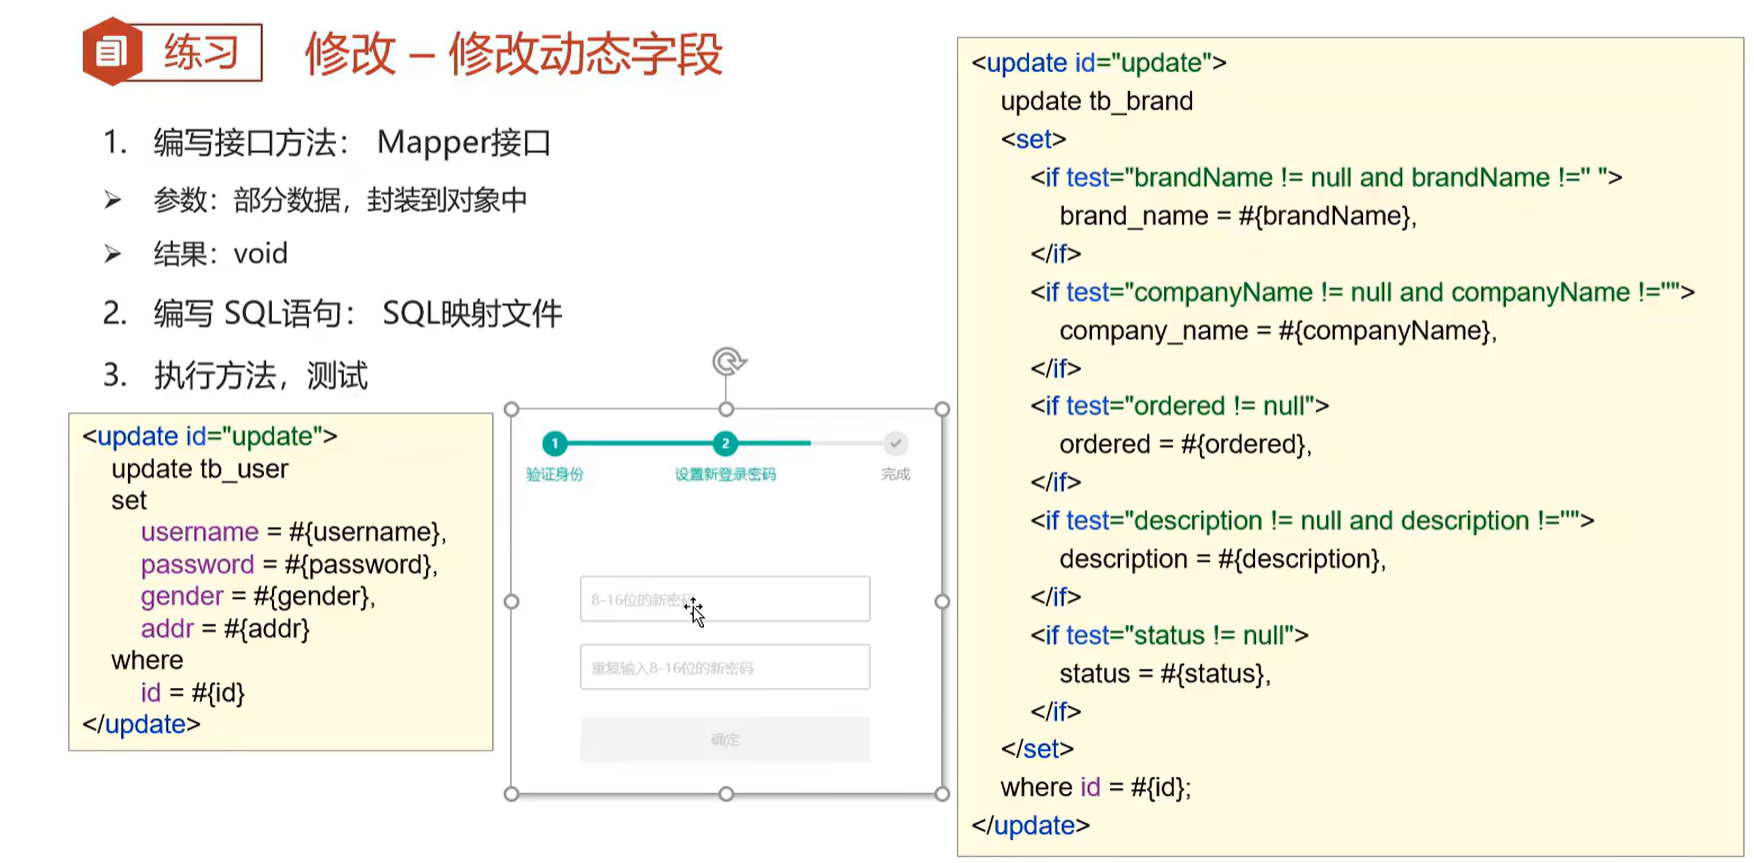 练习
修改 – 修改动态字段
1. 编写接口方法： Mapper接口
➢ 参数：部分数据，封装到对象中
➢ 结果：void
2. 编写 SQL语句： SQL映射文件
3. 执行方法，测试
<update id="update">
update tb_user
set
username = #{username},
password = #{password},
gender = #{gender},
addr = #{addr}
where
id = #{id}
</update>
1 2
验证身份 设置新登录密码 完成
8-16位的新密码
重复输入8-16位的新密码
确定
<update id="update">
update tb_brand
<set>
<if test="brandName != null and brandName !='' ">
brand_name = #{brandName},
</if>
<if test="companyName != null and companyName !=''">
company_name = #{companyName},
</if>
<if test="ordered != null">
ordered = #{ordered},
</if>
<if test="description != null and description !=''">
description = #{description},
</if>
<if test="status != null">
status = #{status},
</if>
</set>
where id = #{id};
</update>